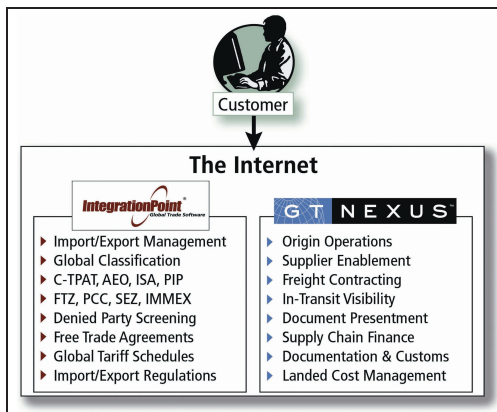 Customer
The Internet
IntegrationPoint®
Global Trade Software
Import/Export Management
Global Classification
C-TPAT, AEO, ISA, PIP
FTZ, PCC, SEZ, IMMEX
Denied Party Screening
Free Trade Agreements
Global Tariff Schedules
Import/Export Regulations
GT NEXUS™
Origin Operations
Supplier Enablement
Freight Contracting
In-Transit Visibility
Document Presentment
Supply Chain Finance
Documentation & Customs
Landed Cost Management